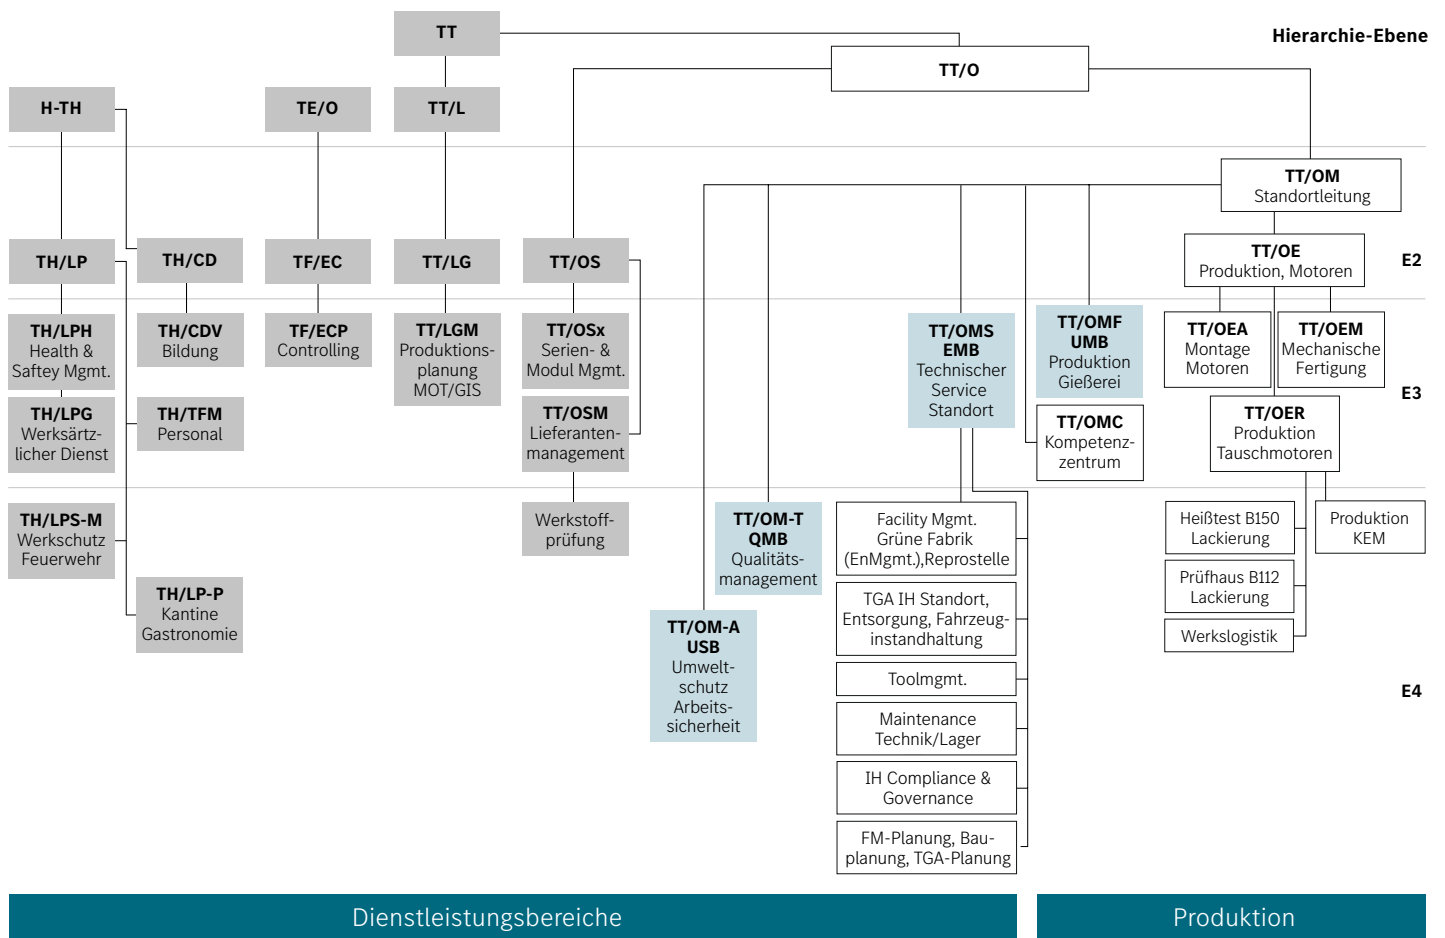 TT
Hierarchie-Ebene
TT/O
H-TH
TE/O
TT/L
TT/OM
Standortleitung
TH/LP
TH/CD
TF/EC
TT/LG
TT/OS
TT/OE
Produktion, Motoren
E2
TH/LPH
Health &
Saftey Mgmt.
TH/CDV
Bildung
TF/ECP
Controlling
TT/LGM
Produktions-
planung
MOT/GIS
TT/OSx
Serien- &
Modul Mgmt.
TT/OMS
EMB
Technischer
Service
Standort
TT/OMF
UMB
Produktion
Gießerei
TT/OEA
Montage
Motoren
TT/OEM
Mechanische
Fertigung
E3
TH/LPG
Werksärtz-
licher Dienst
TH/TFM
Personal
TT/OSM
Lieferanten-
management
TT/OMC
Kompetenz-
zentrum
TT/OER
Produktion
Tauschmotoren
TH/LPS-M
Werkschutz
Feuerwehr
Werkstoff-
prüfung
TT/OM-T
QMB
Qualitäts-
management
Facility Mgmt.
Grüne Fabrik
(EnMgmt.),Reprostelle
Heißtest B150
Lackierung
Produktion
KEM
TH/LP-P
Kantine
Gastronomie
TT/OM-A
USB
Umwelt-
schutz
Arbeits-
sicherheit
TGA IH Standort,
Entsorgung, Fahrzeug-
instandhaltung
Prüfhaus B112
Lackierung
Werkslogistik
Toolmgmt.
E4
Maintenance
Technik/Lager
IH Compliance &
Governance
FM-Planung, Bau-
planung, TGA-Planung
Dienstleistungsbereiche
Produktion